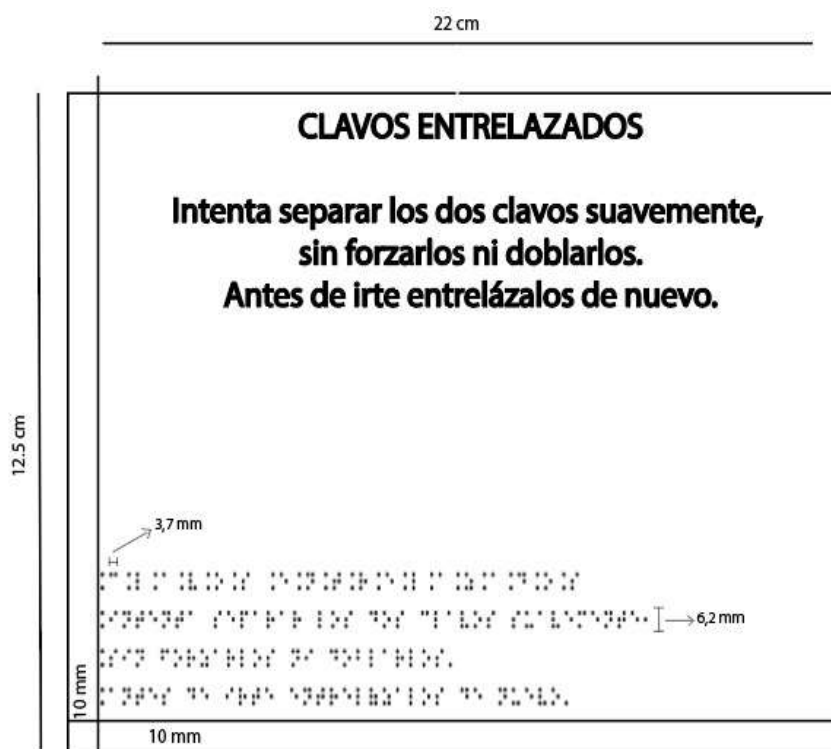 22 cm
CLAVOS ENTRELAZADOS
Intenta separar los dos clavos suavemente,
sin forzarlos ni doblarlos.
Antes de irte entrelázalos de nuevo.
12.5 cm
3,7 mm
⠨⠉⠨⠇⠨⠁⠨⠧⠨⠕⠨⠎ ⠨⠑⠨⠝⠨⠞⠨⠗⠨⠑⠨⠇⠨⠁⠨⠵⠨⠁⠨⠙⠨⠕⠨⠎
⠨⠊⠝⠞⠑⠝⠞⠁ ⠎⠑⠏⠁⠗⠁⠗ ⠇⠕⠎ ⠙⠕⠎ ⠉⠇⠁⠧⠕⠎ ⠎⠥⠁⠧⠑⠍⠑⠝⠞⠑⠂
6,2 mm
⠨⠎⠊⠝ ⠋⠕⠗⠵⠁⠗⠇⠕⠎ ⠝⠊ ⠙⠕⠃⠇⠁⠗⠇⠕⠎⠄
⠨⠁⠝⠞⠑⠎ ⠙⠑ ⠊⠗⠞⠑ ⠑⠝⠞⠗⠑⠇⠷⠵⠁⠇⠕⠎ ⠙⠑ ⠝⠥⠑⠧⠕⠄
10 mm
10 mm